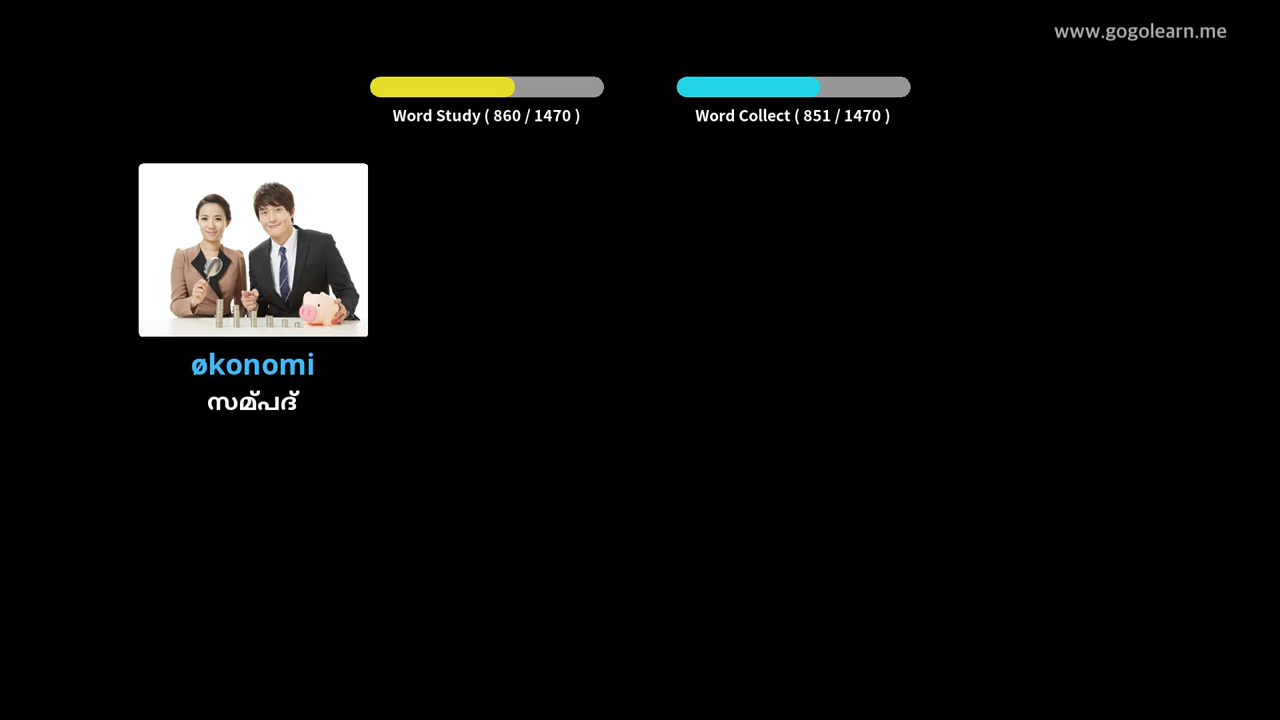 www.gogolearn.me
Word Study ( 860 / 1470 )
Word Collect ( 851 / 1470 )
økonomi
സമ്പദ്